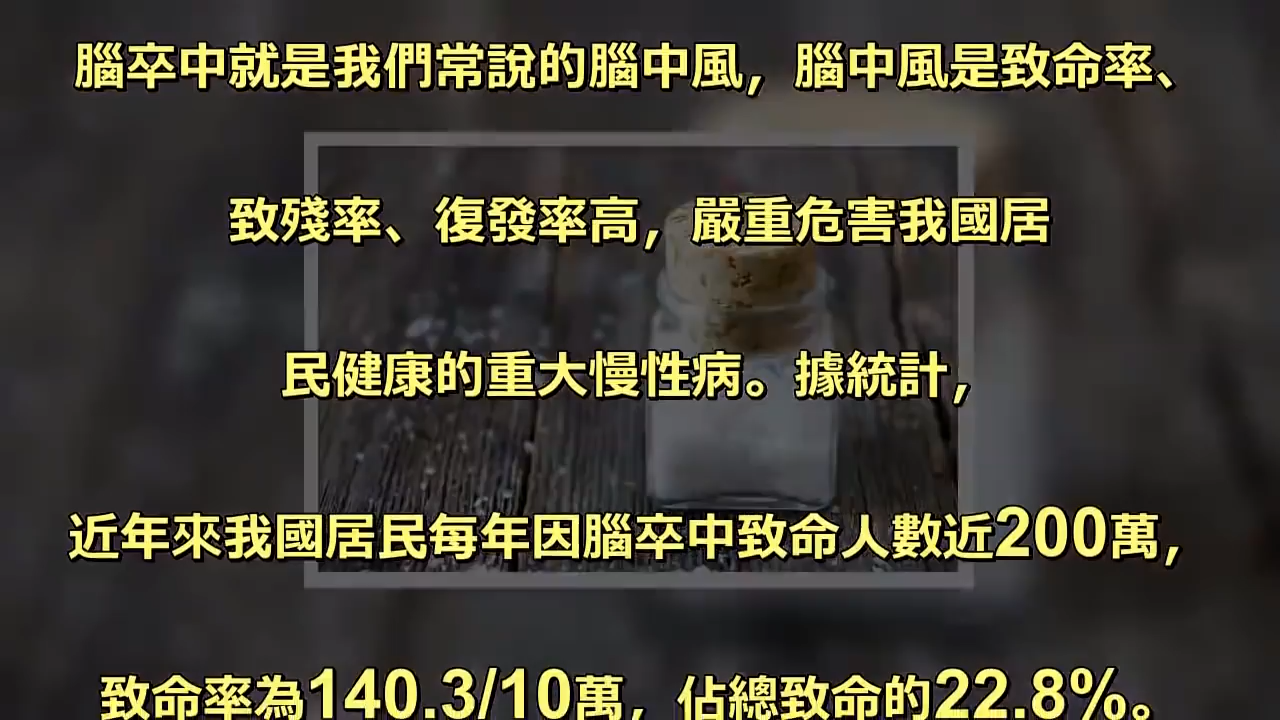 腦卒中就是我們常說的腦中風，腦中風是致命率、
致殘率、復發率高，嚴重危害我國居
民健康的重大慢性病。據統計，
近年來我國居民每年因腦卒中致命人數近200萬，
致命率為140.3/10萬，佔總致命的22.8%。